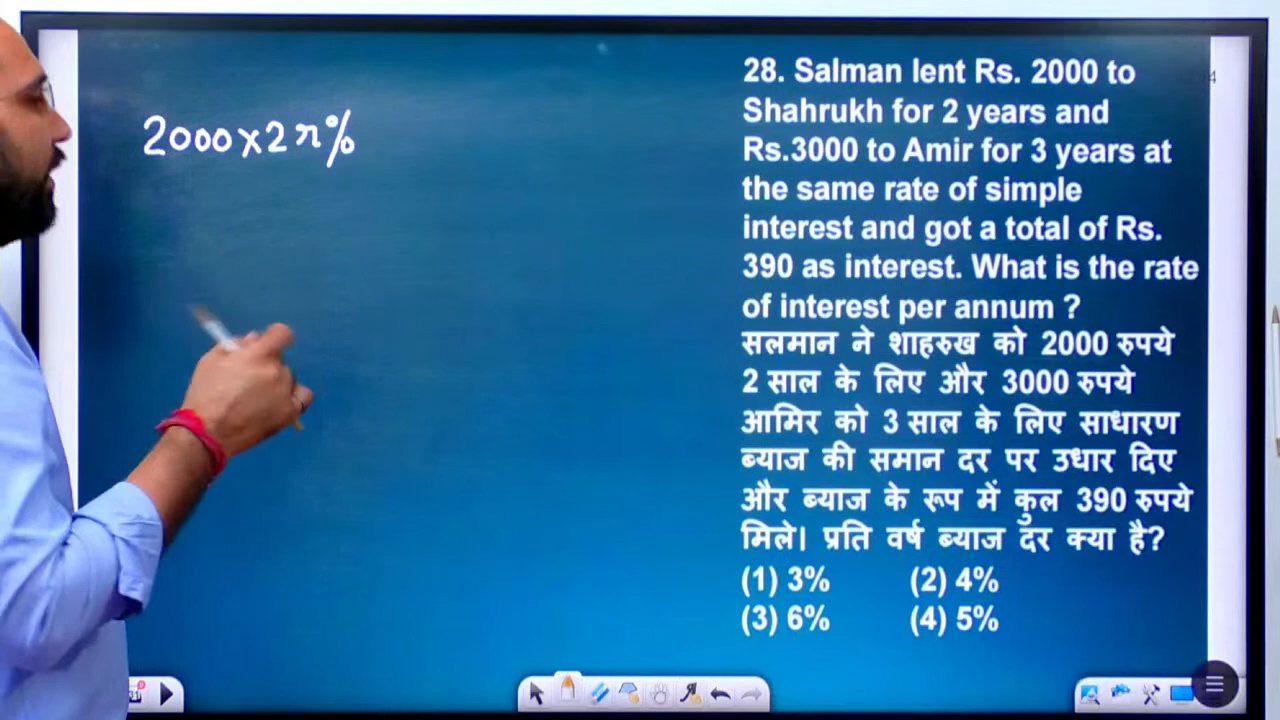 2000×2r%
28. Salman lent Rs. 2000 to
Shahrukh for 2 years and
Rs.3000 to Amir for 3 years at
the same rate of simple
interest and got a total of Rs.
390 as interest. What is the rate
of interest per annum ?
सलमान ने शाहरुख को 2000 रुपये
2 साल के लिए और 3000 रुपये
आमिर को 3 साल के लिए साधारण
ब्याज की समान दर पर उधार दिए
और ब्याज के रूप में कुल 390 रुपये
मिले। प्रति वर्ष ब्याज दर क्या है?
(1) 3% (2) 4%
(3) 6% (4) 5%